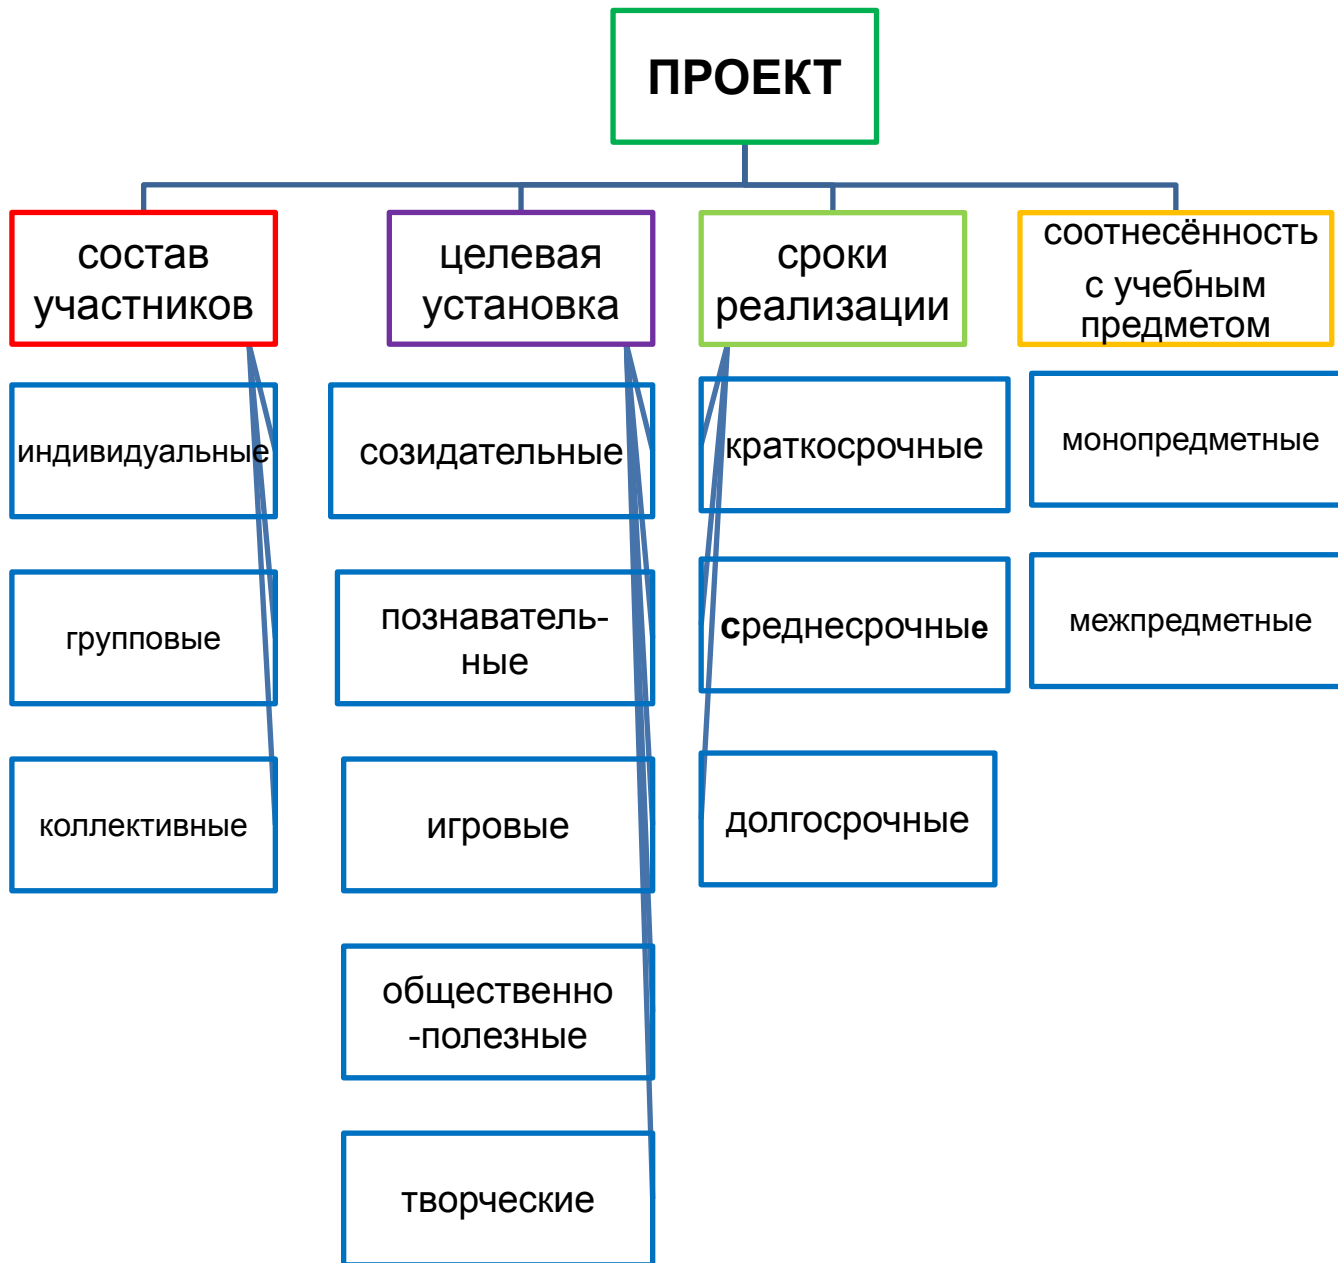 ПРОЕКТ
состав
участников
индивидуальные
групповые
коллективные
целевая
установка
созидательные
познаватель-
ные
игровые
общественно
-полезные
творческие
сроки
реализации
краткосрочные
среднесрочные
долгосрочные
соотнесённость
с учебным
предметом
монопредметные
межпредметные